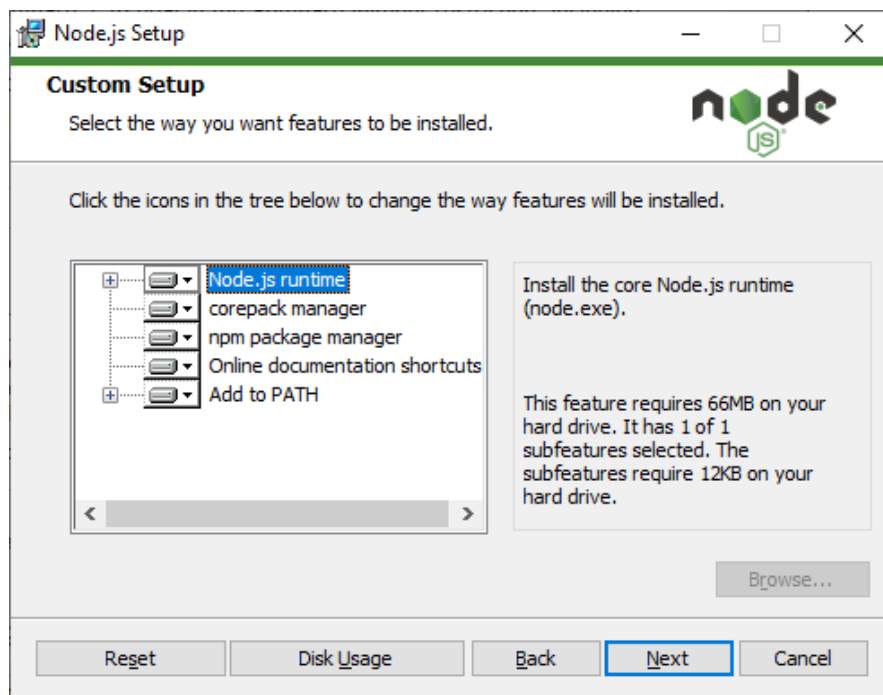 Node.js Setup
Custom Setup
Select the way you want features to be installed.
node
JS
Click the icons in the tree below to change the way features will be installed.
Node.js runtime
corepack manager
npm package manager
Online documentation shortcuts
Add to PATH
Install the core Node.js runtime
(node.exe).
This feature requires 66MB on your
hard drive. It has 1 of 1
subfeatures selected. The
subfeatures require 12KB on your
hard drive.
Browse...
Reset
Disk Usage
Back
Next
Cancel